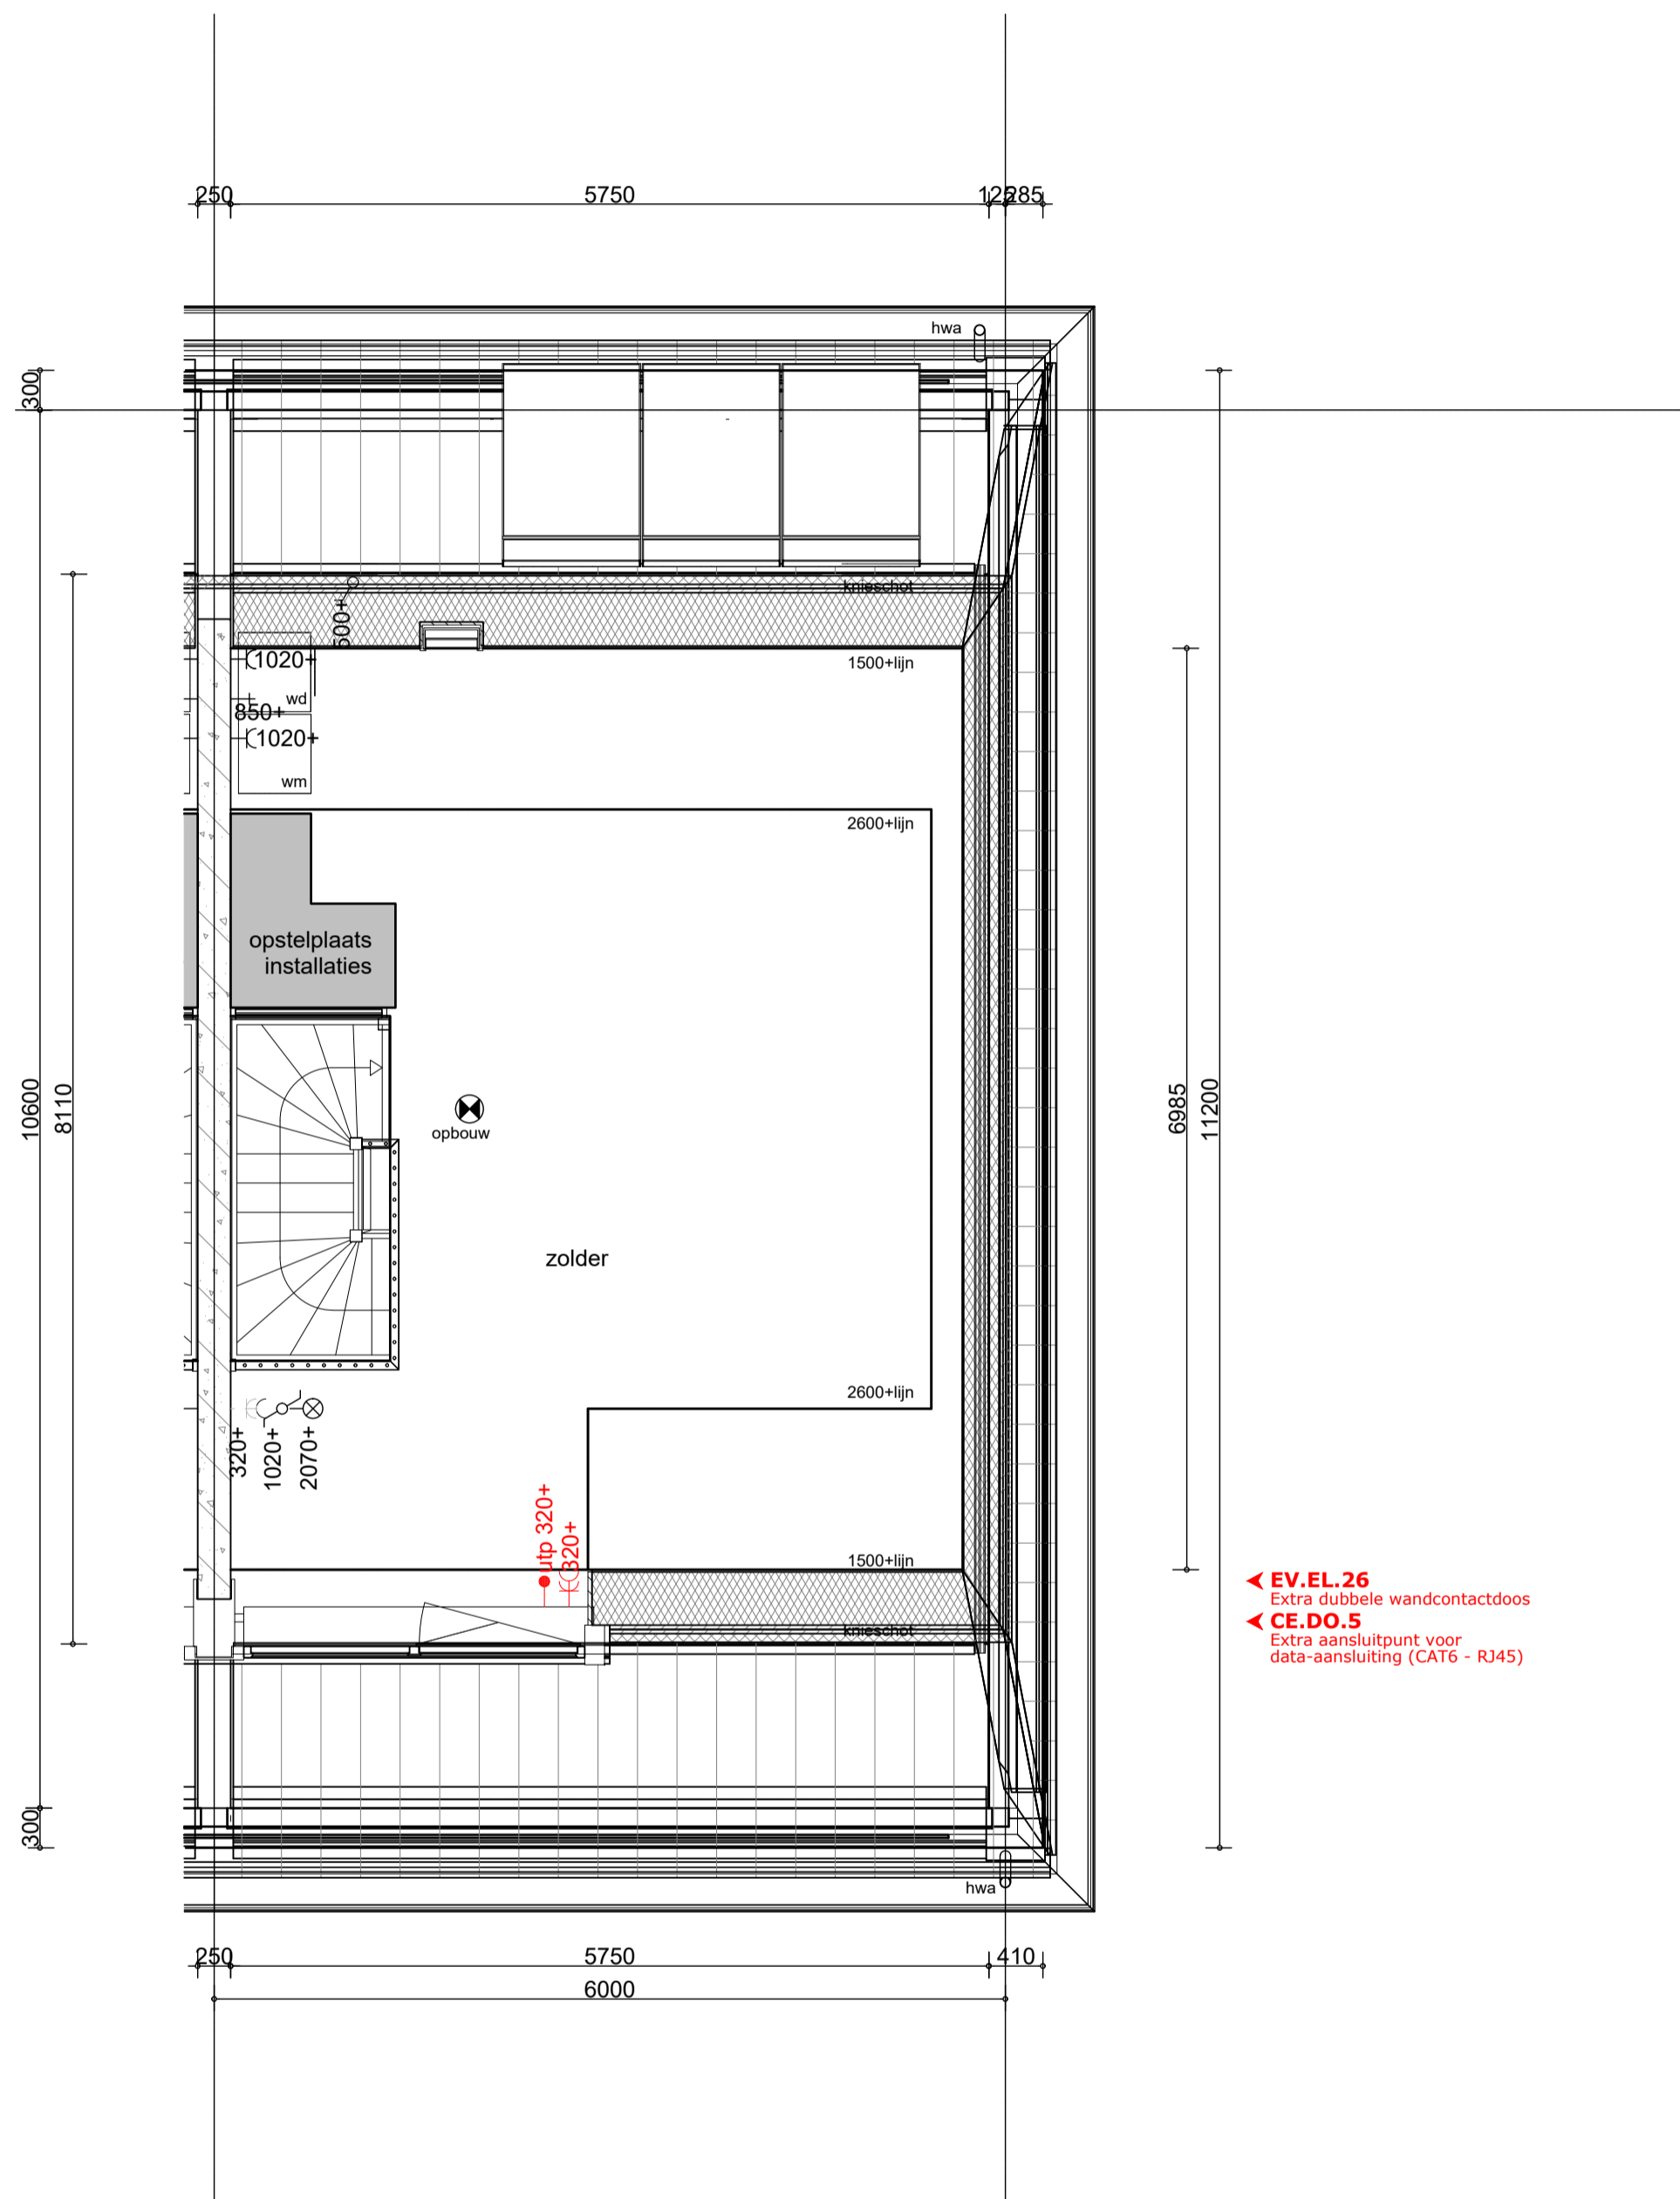 250
5750
125
285
hwa
300
knieschot
500+
1020+
1500+lijn
wd
850+
1020+
wm
2600+lijn
opstelplaats
installaties
10600
8110
6985
11200
opbouw
zolder
2600+lijn
320+
1020+
2070+
utp 320+
320+
1500+lijn
EV.EL.26
Extra dubbele wandcontactdoos
CE.DO.5
Extra aansluitpunt voor
data-aansluiting (CAT6 - RJ45)
knieschot
300
hwa
250
5750
410
6000